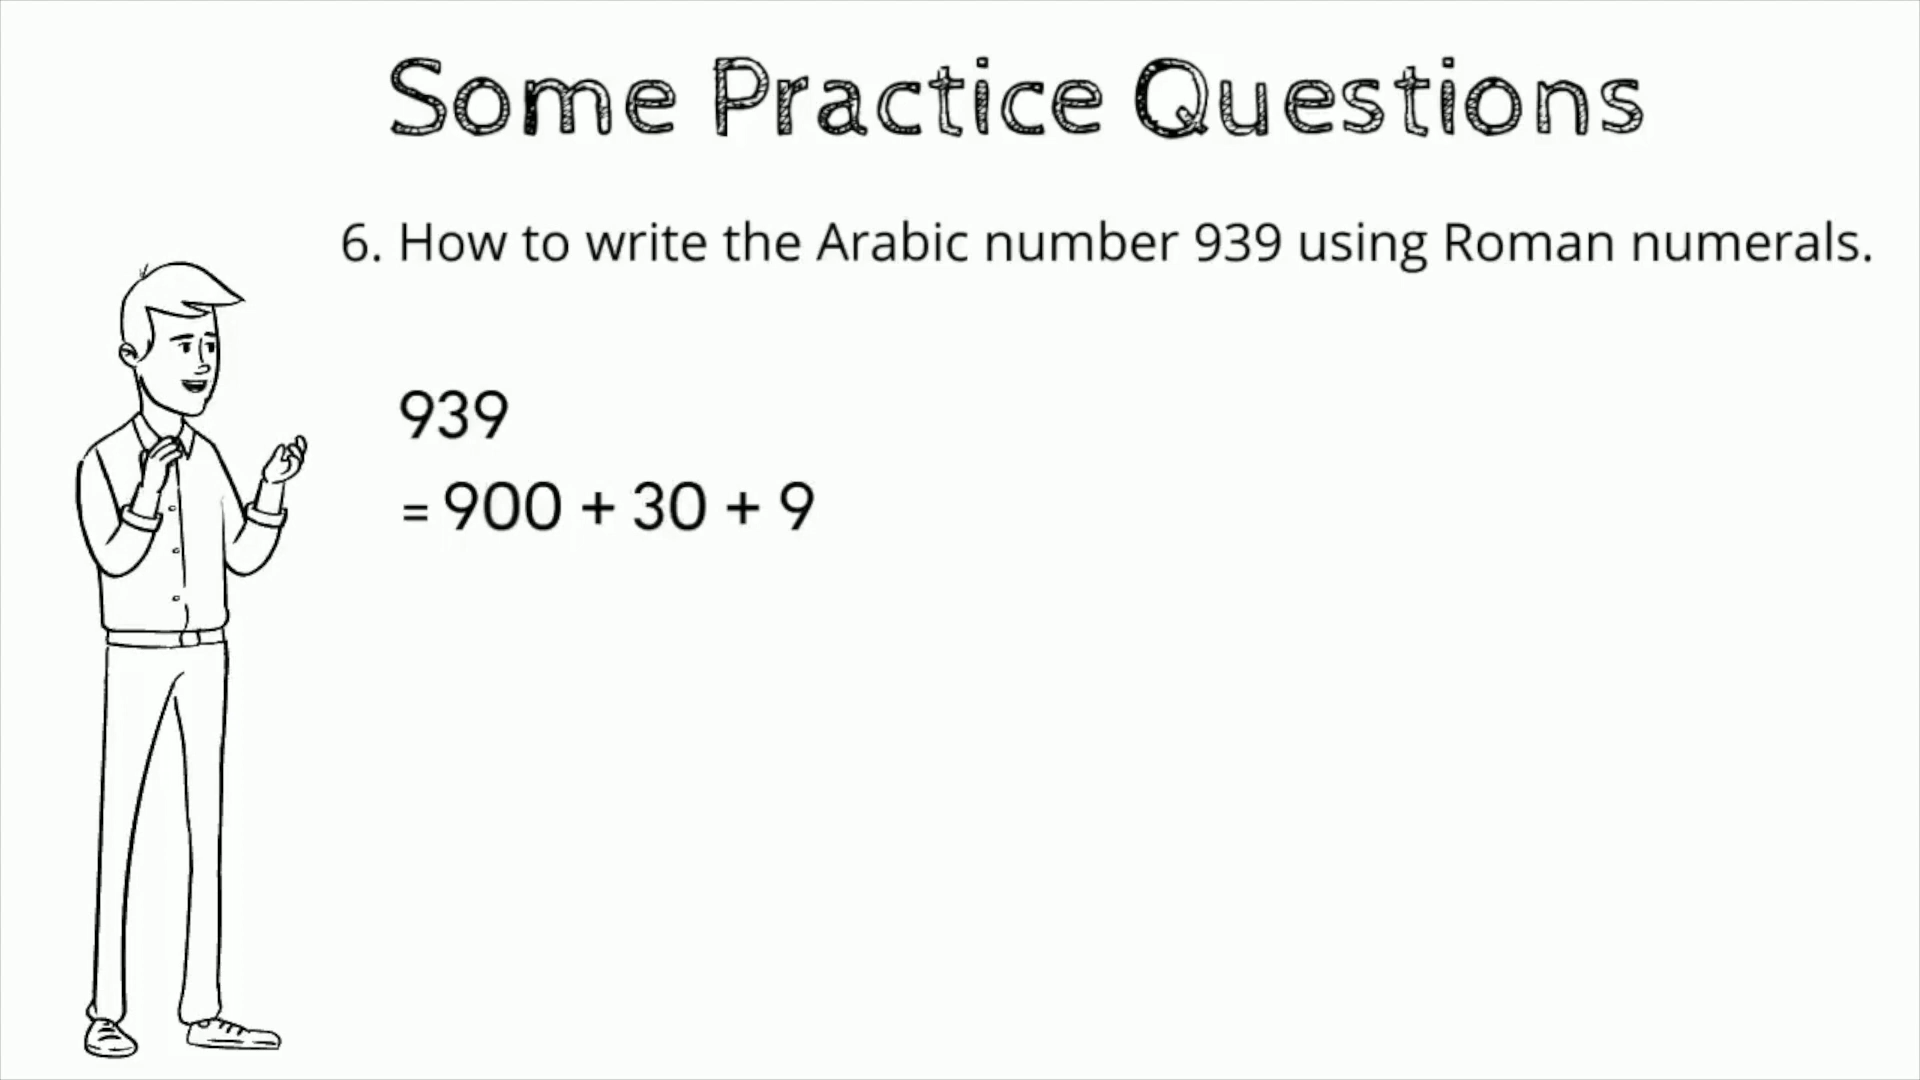 Some Practice Questions
6. How to write the Arabic number 939 using Roman numerals.
939
= 900 + 30 + 9